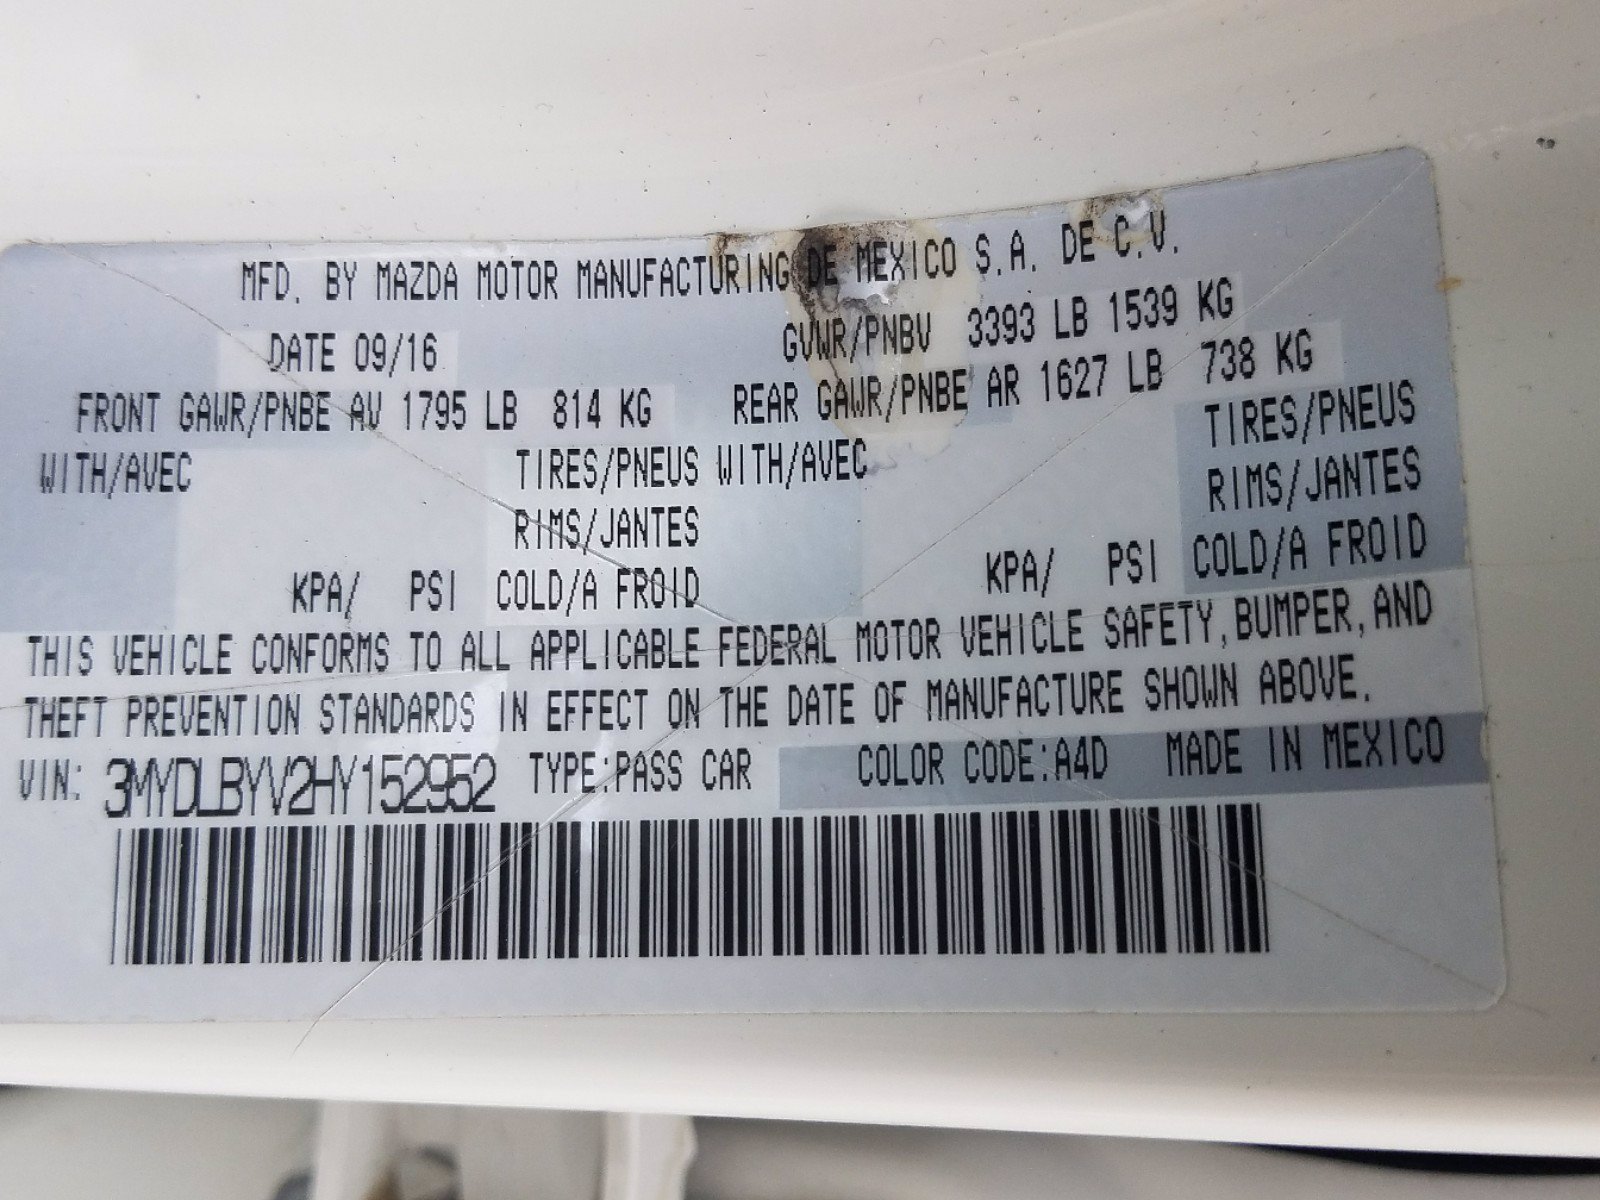 MFD. BY MAZDA MOTOR MANUFACTURING DE MEXICO S.A. DE C.V.
DATE 09/16 GVWR/PNBV 3393 LB 1539 KG
FRONT GAWR/PNBE AV 1795 LB 814 KG REAR GAWR/PNBE AR 1627 LB 738 KG
WITH/AVEC TIRES/PNEUS WITH/AVEC TIRES/PNEUS
RIMS/JANTES RIMS/JANTES
KPA/ PSI COLD/A FROID KPA/ PSI COLD/A FROID
THIS VEHICLE CONFORMS TO ALL APPLICABLE FEDERAL MOTOR VEHICLE SAFETY, BUMPER, AND
THEFT PREVENTION STANDARDS IN EFFECT ON THE DATE OF MANUFACTURE SHOWN ABOVE.
VIN: 3MYDLBYV2HY152952 TYPE:PASS CAR COLOR CODE:A4D MADE IN MEXICO